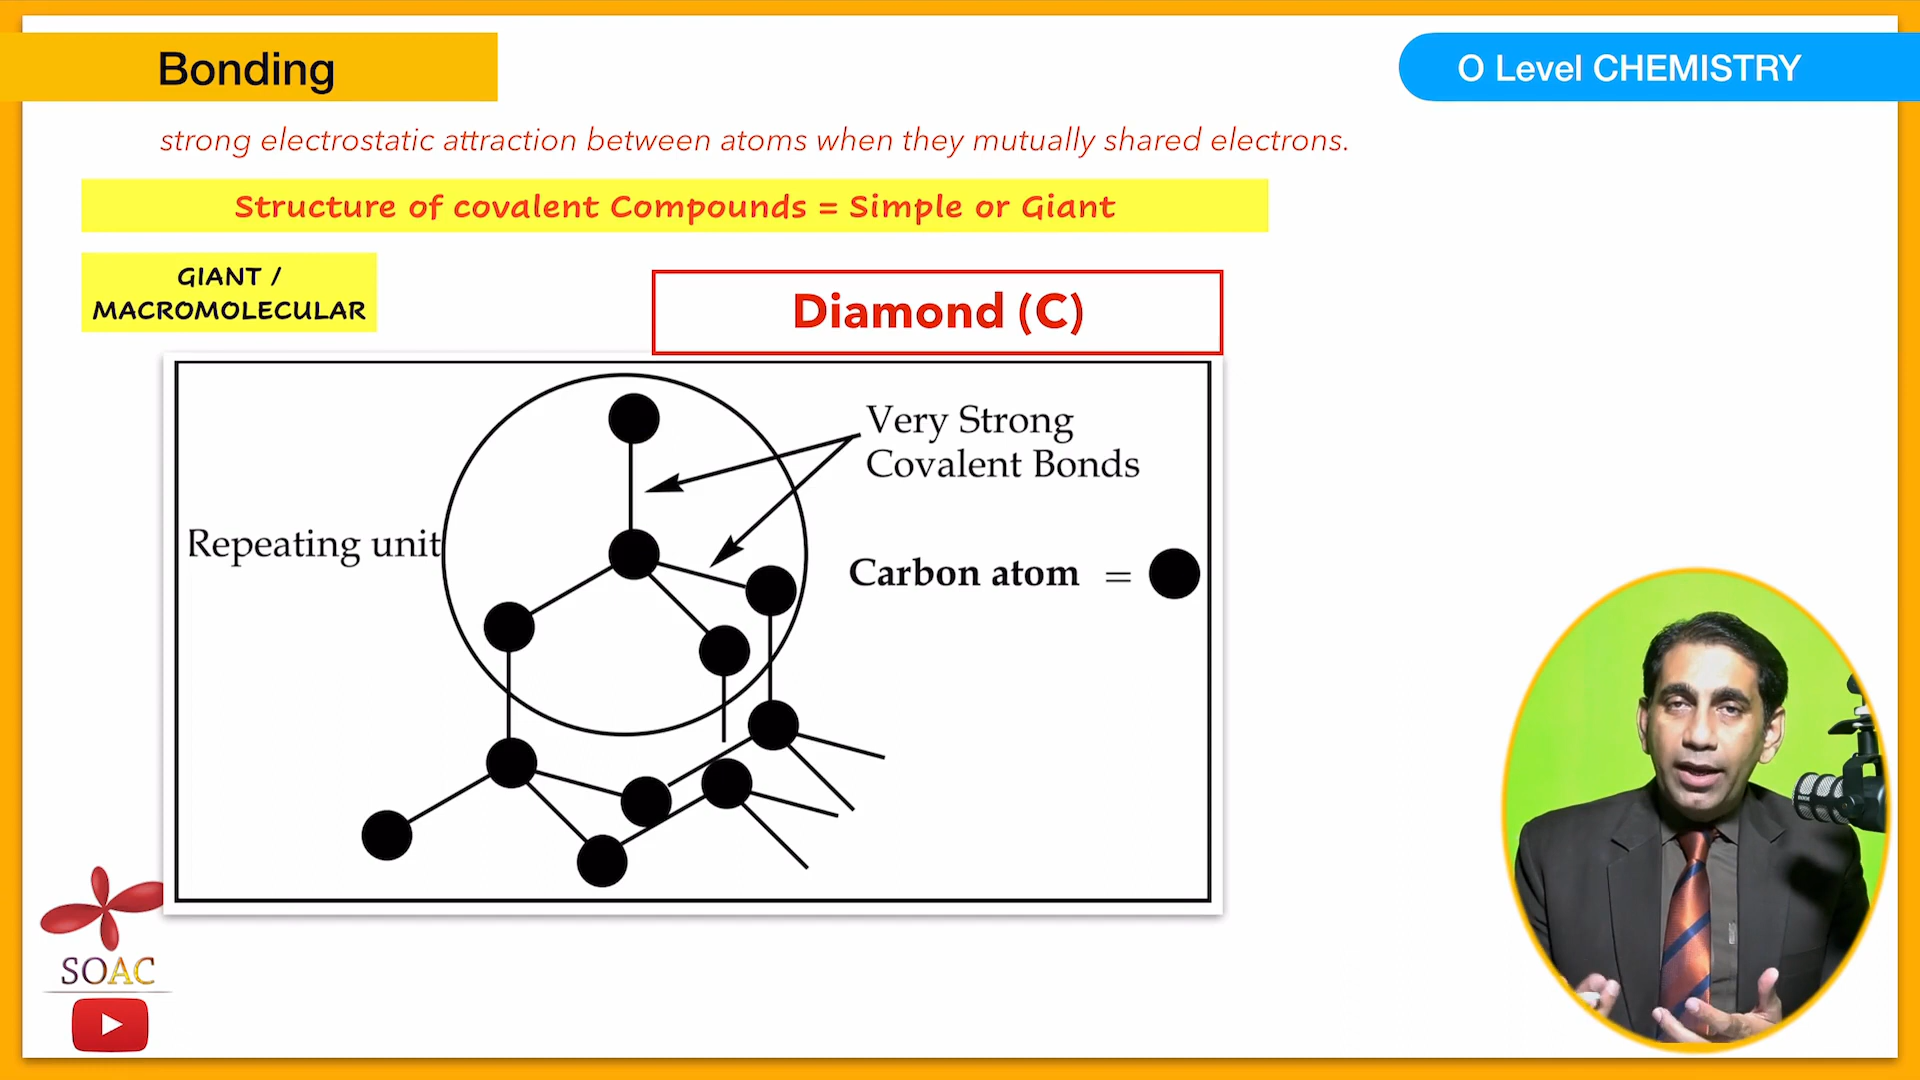 Bonding
O Level CHEMISTRY
strong electrostatic attraction between atoms when they mutually shared electrons.
Structure of covalent Compounds = Simple or Giant
GIANT /
MACROMOLECULAR
Diamond (C)
Very Strong
Covalent Bonds
Repeating unit
Carbon atom =
SOAC